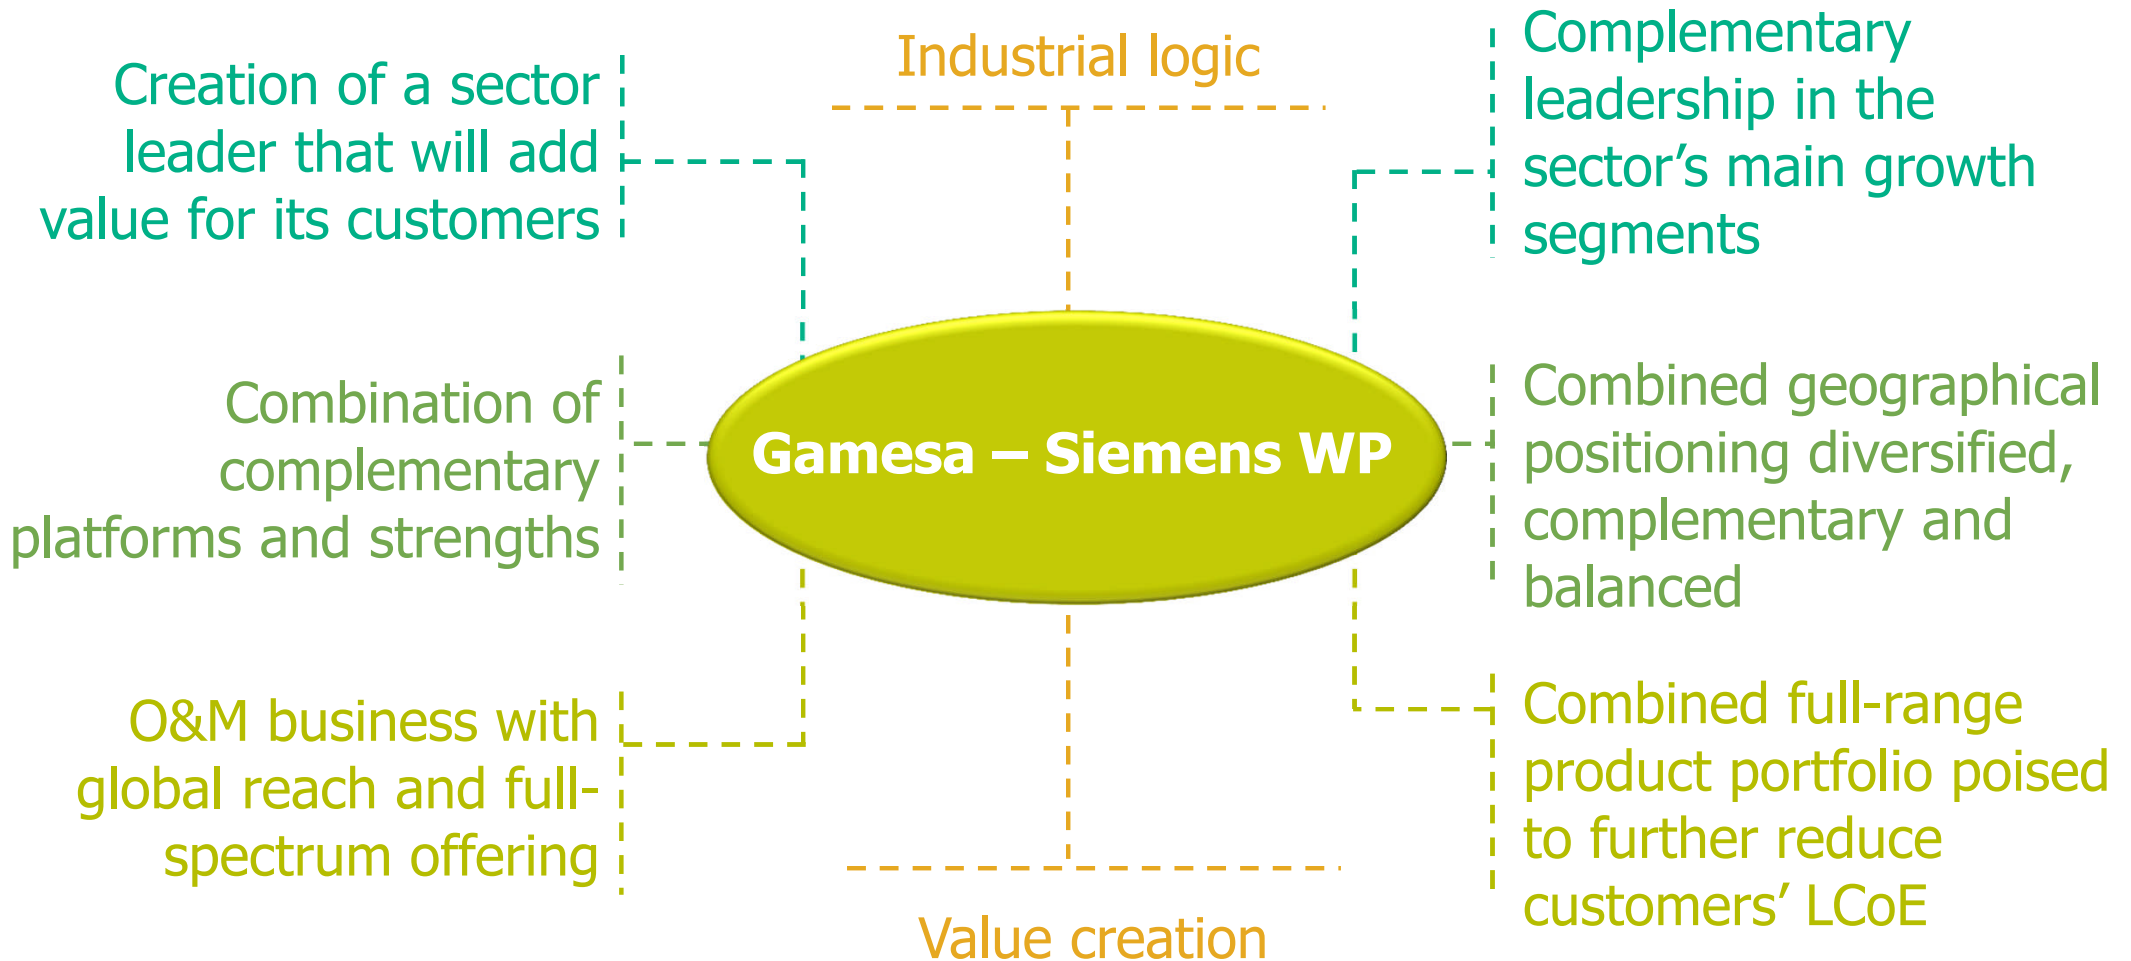 Industrial logic
Creation of a sector
leader that will add
value for its customers
Complementary
leadership in the
sector’s main growth
segments
Combination of
complementary
platforms and strengths
Gamesa – Siemens WP
Combined geographical
positioning diversified,
complementary and
balanced
O&M business with
global reach and full-
spectrum offering
Combined full-range
product portfolio poised
to further reduce
customers’ LCoE
Value creation